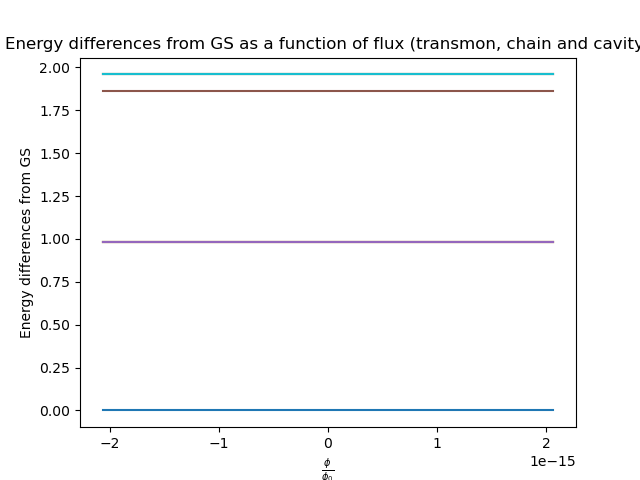 Energy differences from GS as a function of flux (transmon, chain and cavity
2.00
1.75
1.50
1.25
1.00
0.75
0.50
0.25
0.00
Energy differences from GS
−2 −1 0 1 2
1e−15
ϕ
ϕ₀